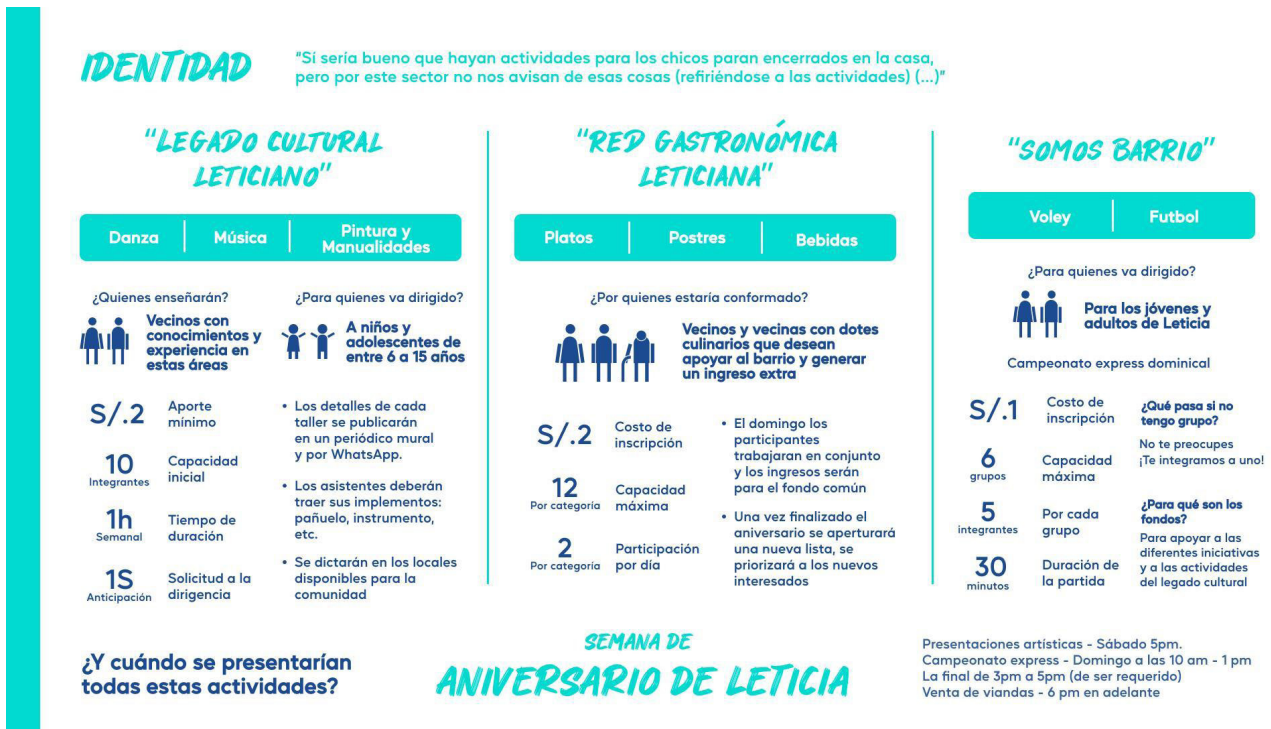 IDENTIDAD
"Sí sería bueno que hayan actividades para los chicos paran encerrados en la casa,
pero por este sector no nos avisan de esas cosas (refiriéndose a las actividades) (...)"
"LEGADO CULTURAL
LETICIANO"
Danza
Música
Pintura y
Manualidades
¿Quienes enseñarán?
Vecinos con
conocimientos y
experiencia en
estas áreas
¿Para quienes va dirigido?
A niños y
adolescentes de
entre 6 a 15 años
S/.2
Aporte
mínimo
10
Integrantes
Capacidad
inicial
1h
Semanal
Tiempo de
duración
1S
Anticipación
Solicitud a la
dirigencia
• Los detalles de cada
taller se publicarán
en un periódico mural
y por WhatsApp.
• Los asistentes deberán
traer sus implementos:
pañuelo, instrumento,
etc.
• Se dictarán en los locales
disponibles para la
comunidad
"RED GASTRONÓMICA
LETICIANA"
Platos
Postres
Bebidas
¿Por quienes estaría conformado?
Vecinos y vecinas con dotes
culinarios que desean
apoyar al barrio y generar
un ingreso extra
S/.2
Costo de
inscripción
12
Por categoría
Capacidad
máxima
2
Por categoría
Participación
por día
• El domingo los
participantes
trabajaran en conjunto
y los ingresos serán
para el fondo común
• Una vez finalizado el
aniversario se aperturará
una nueva lista, se
priorizará a los nuevos
interesados
"SOMOS BARRIO"
Voley
Futbol
¿Para quienes va dirigido?
Para los jóvenes y
adultos de Leticia
Campeonato express dominical
S/.1
Costo de
inscripción
6
grupos
Capacidad
máxima
5
integrantes
Por cada
grupo
30
minutos
Duración de
la partida
¿Qué pasa si no
tengo grupo?
No te preocupes
¡Te integramos a uno!
¿Para qué son los
fondos?
Para apoyar a las
diferentes iniciativas
y a las actividades
del legado cultural
¿Y cuándo se presentarían
todas estas actividades?
SEMANA DE
ANIVERSARIO DE LETICIA
Presentaciones artísticas - Sábado 5pm.
Campeonato express - Domingo a las 10 am - 1 pm
La final de 3pm a 5pm (de ser requerido)
Venta de viandas - 6 pm en adelante